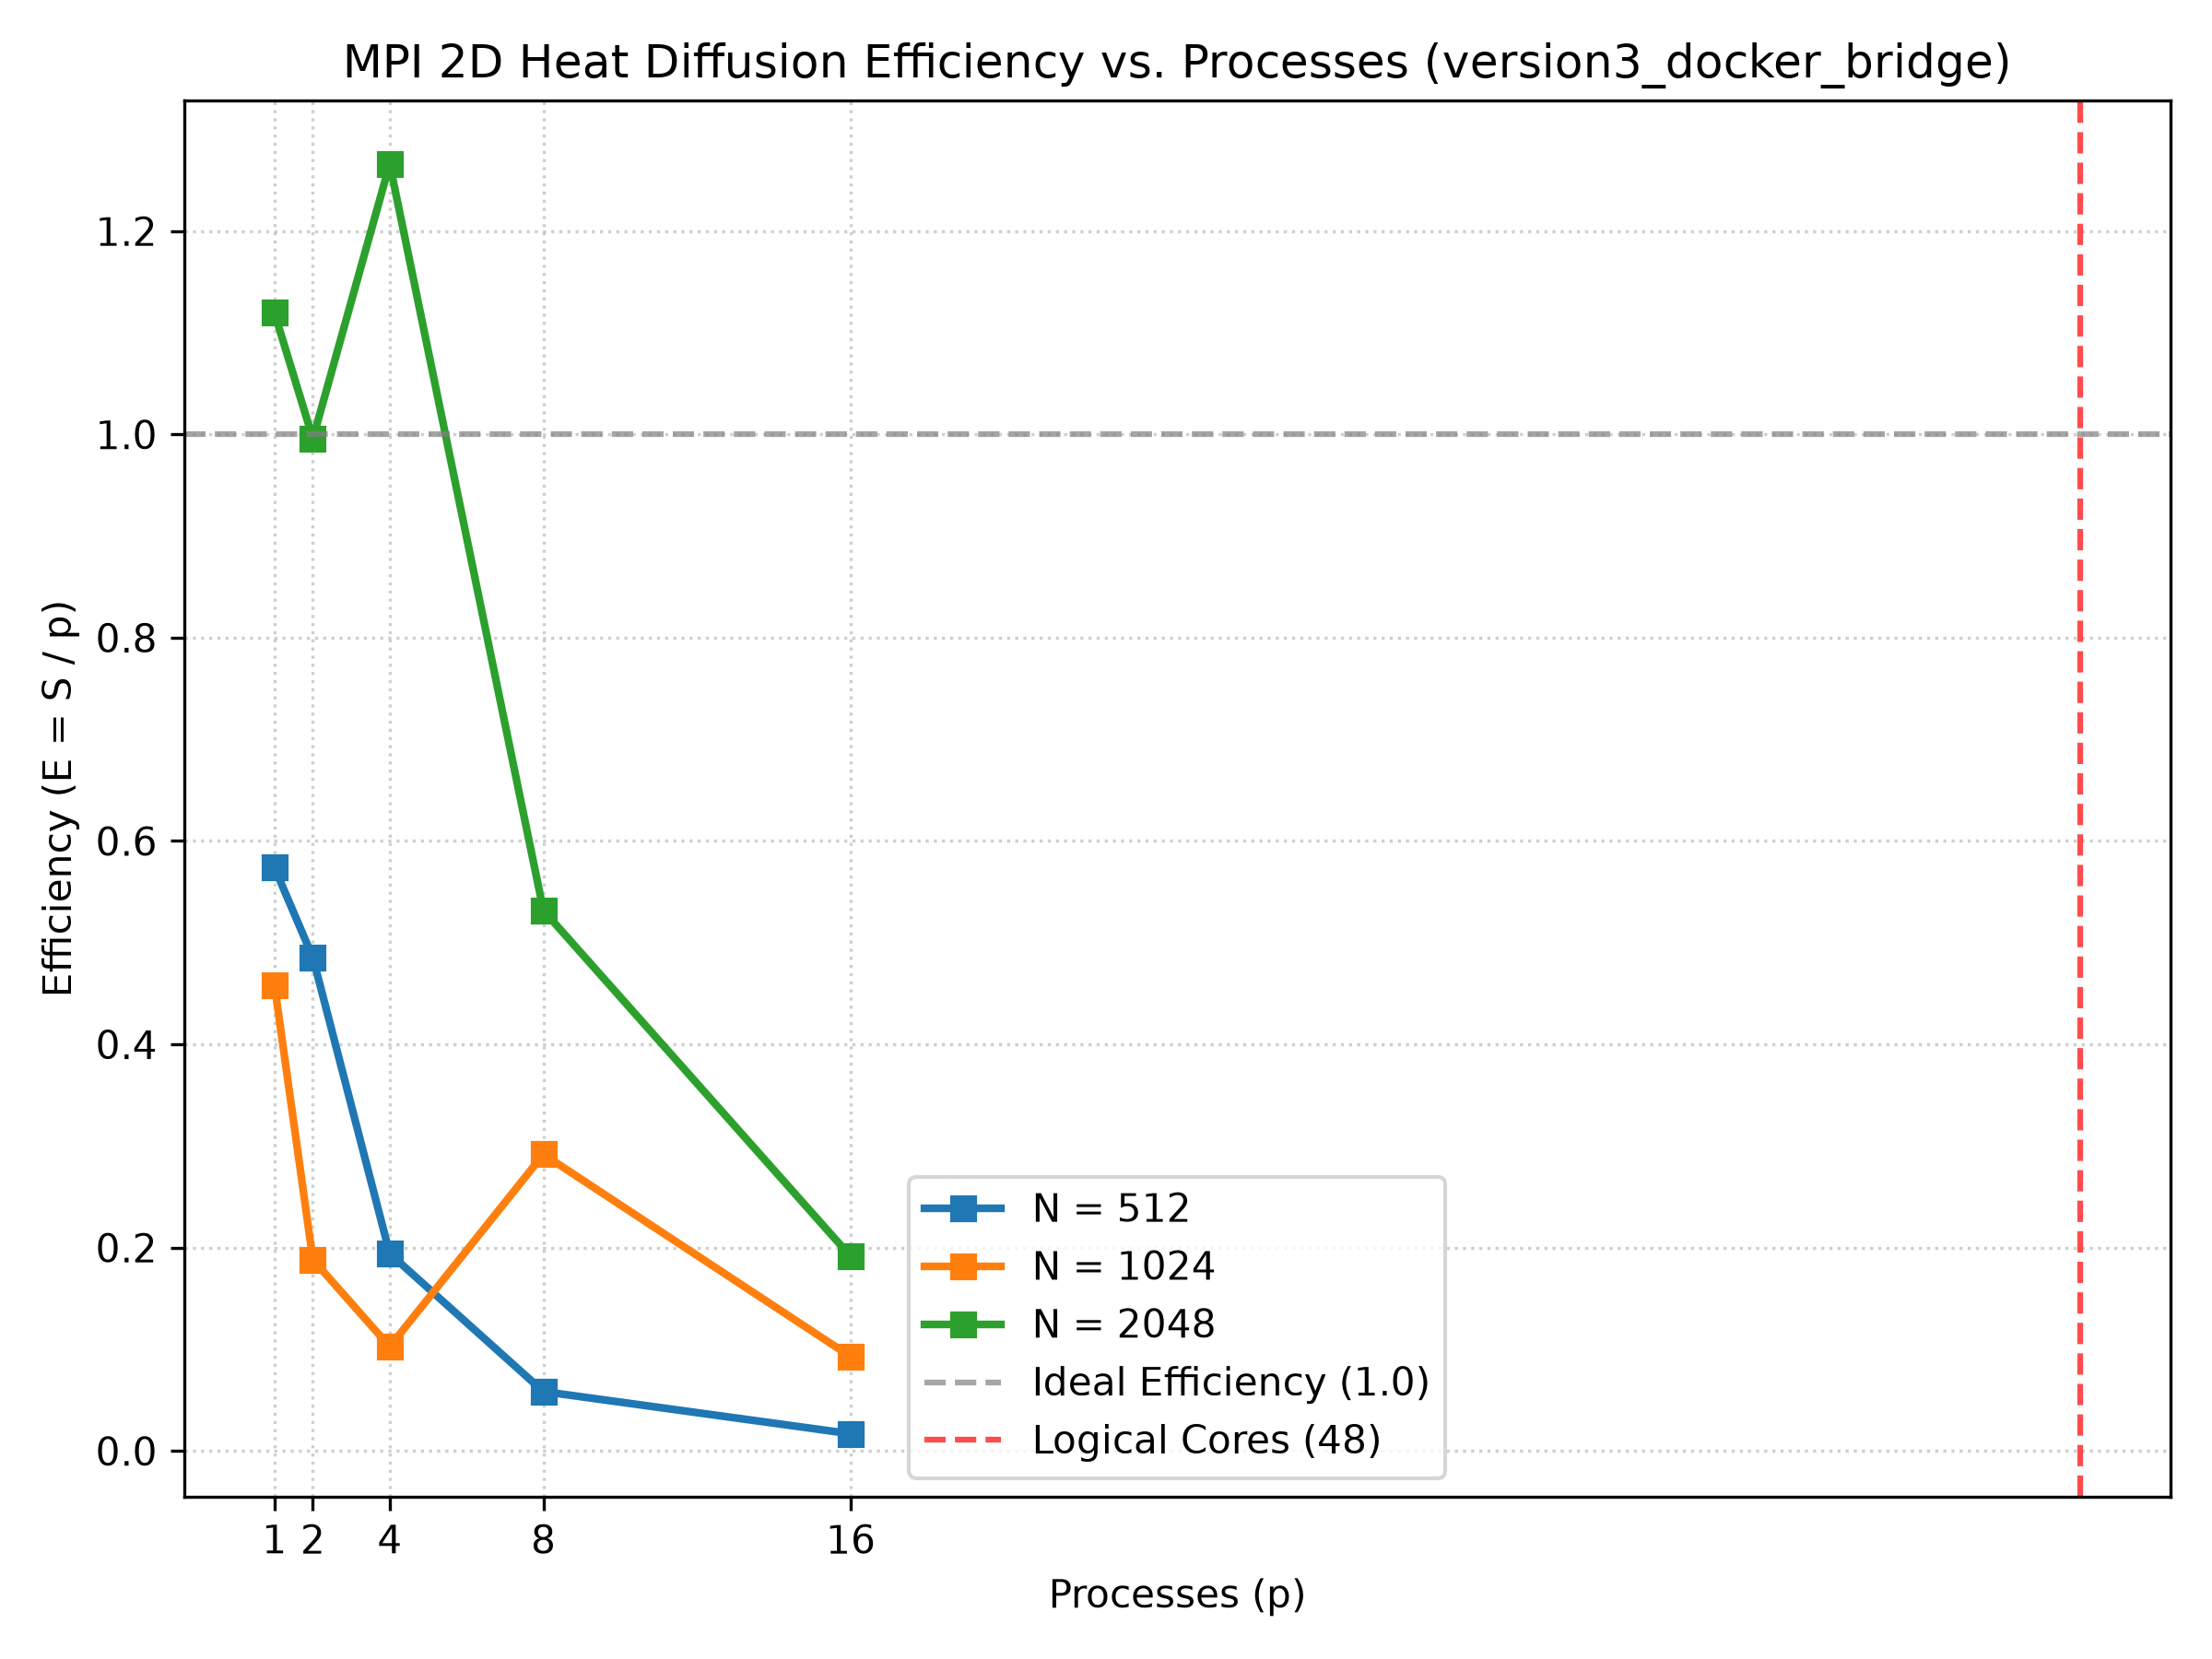 MPI 2D Heat Diffusion Efficiency vs. Processes (version3_docker_bridge)
Efficiency (E = S / p)
1.2
1.0
0.8
0.6
0.4
0.2
0.0
N = 512
N = 1024
N = 2048
Ideal Efficiency (1.0)
Logical Cores (48)
1 2 4 8 16
Processes (p)